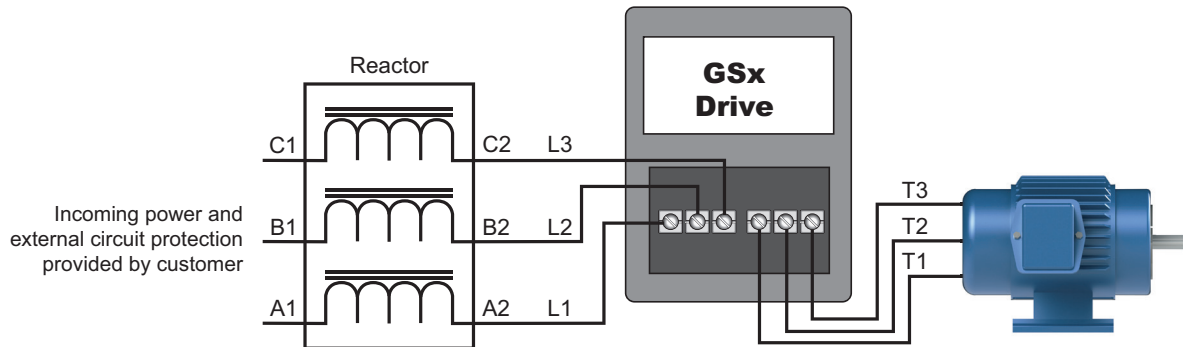 Reactor
GSx
Drive
C1
C2
L3
Incoming power and
external circuit protection
provided by customer
B1
B2
L2
A1
A2
L1
T3
T2
T1